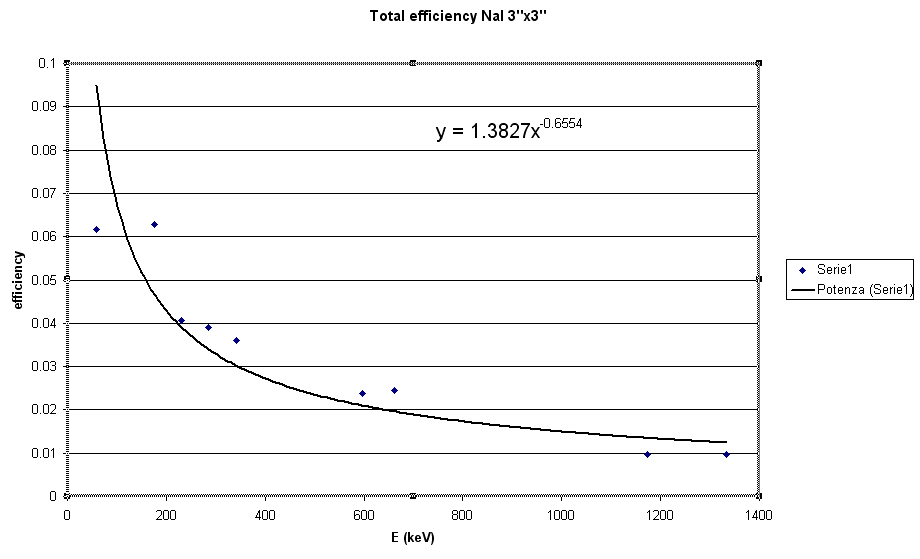 Total efficiency NaI 3"x3"
0.1
0.09
y = 1.3827x^-0.6554
0.08
0.07
0.06
efficiency
0.05
Serie1
Potenza (Serie1)
0.04
0.03
0.02
0.01
0
0 200 400 600 800 1000 1200 1400
E (keV)